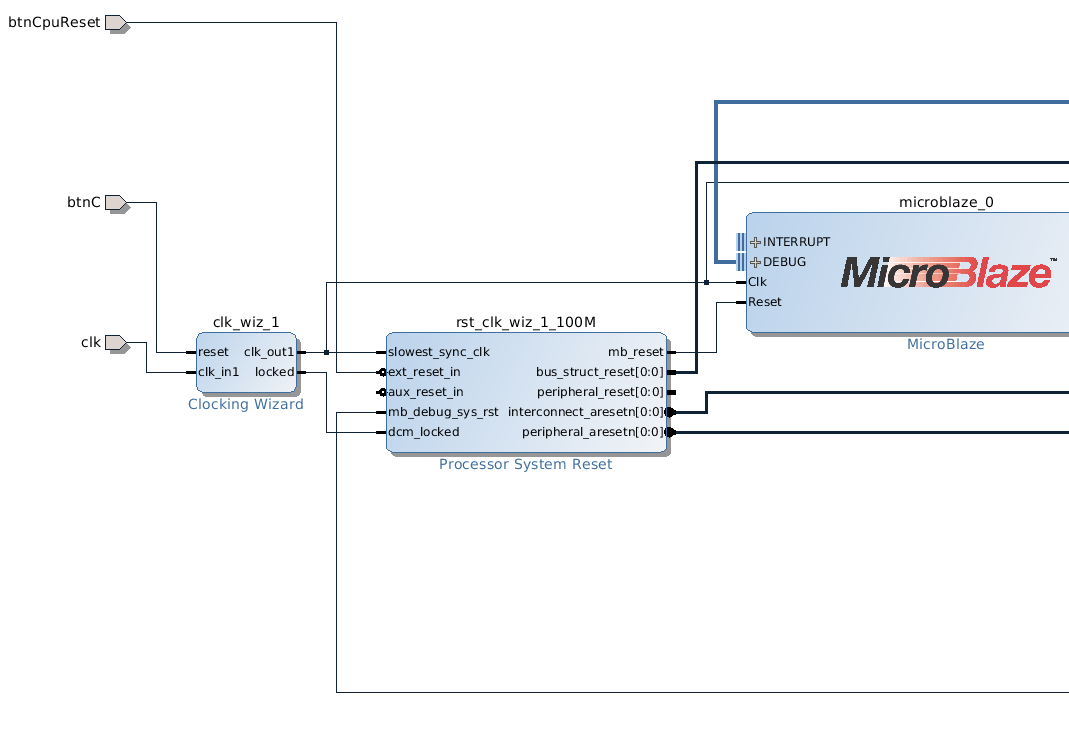 btnCpuReset
btnC
clk
clk_wiz_1
reset clk_out1
clk_in1 locked
Clocking Wizard
rst_clk_wiz_1_100M
slowest_sync_clk mb_reset
ext_reset_in bus_struct_reset[0:0]
aux_reset_in peripheral_reset[0:0]
mb_debug_sys_rst interconnect_aresetn[0:0]
dcm_locked peripheral_aresetn[0:0]
Processor System Reset
microblaze_0
INTERRUPT
DEBUG
Clk
Reset
MicroBlaze™
MicroBlaze